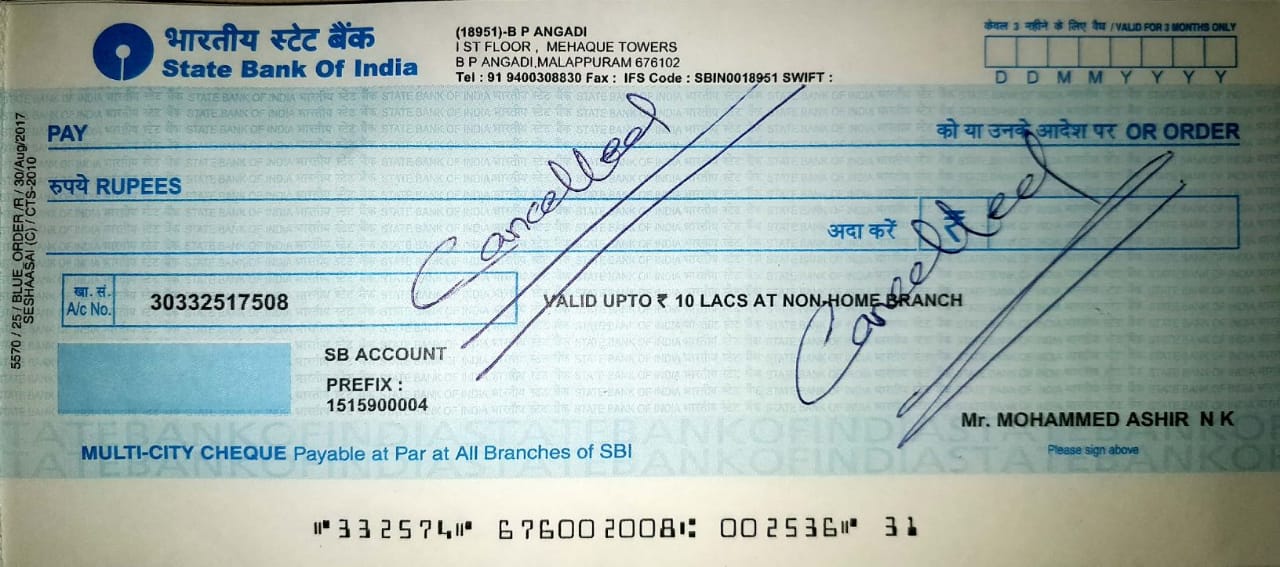 भारतीय स्टेट बैंक
State Bank Of India
(18951)-B P ANGADI
I ST FLOOR , MEHAQUE TOWERS
B P ANGADI,MALAPPURAM 676102
Tel : 91 9400308830 Fax : IFS Code : SBIN0018951 SWIFT :
केवल 3 महीने के लिए वैध /VALID FOR 3 MONTHS ONLY
D D M M Y Y Y Y
PAY को या उनके आदेश पर OR ORDER
रुपये RUPEES
Cancelled
Cancelled
अदा करें ₹
खा. सं.
A/c No. 30332517508
VALID UPTO ₹ 10 LACS AT NON-HOME BRANCH
SB ACCOUNT
PREFIX :
1515900004
Mr. MOHAMMED ASHIR N K
Please sign above
MULTI-CITY CHEQUE Payable at Par at All Branches of SBI
STATE BANK OF INDIA
5570 / 25 / BLUE_ORDER /R / 30/Aug/2017
SESHAASAI (C) / CTS-2010
⑈332574⑈ 676002008⑆ 002536⑈ 31